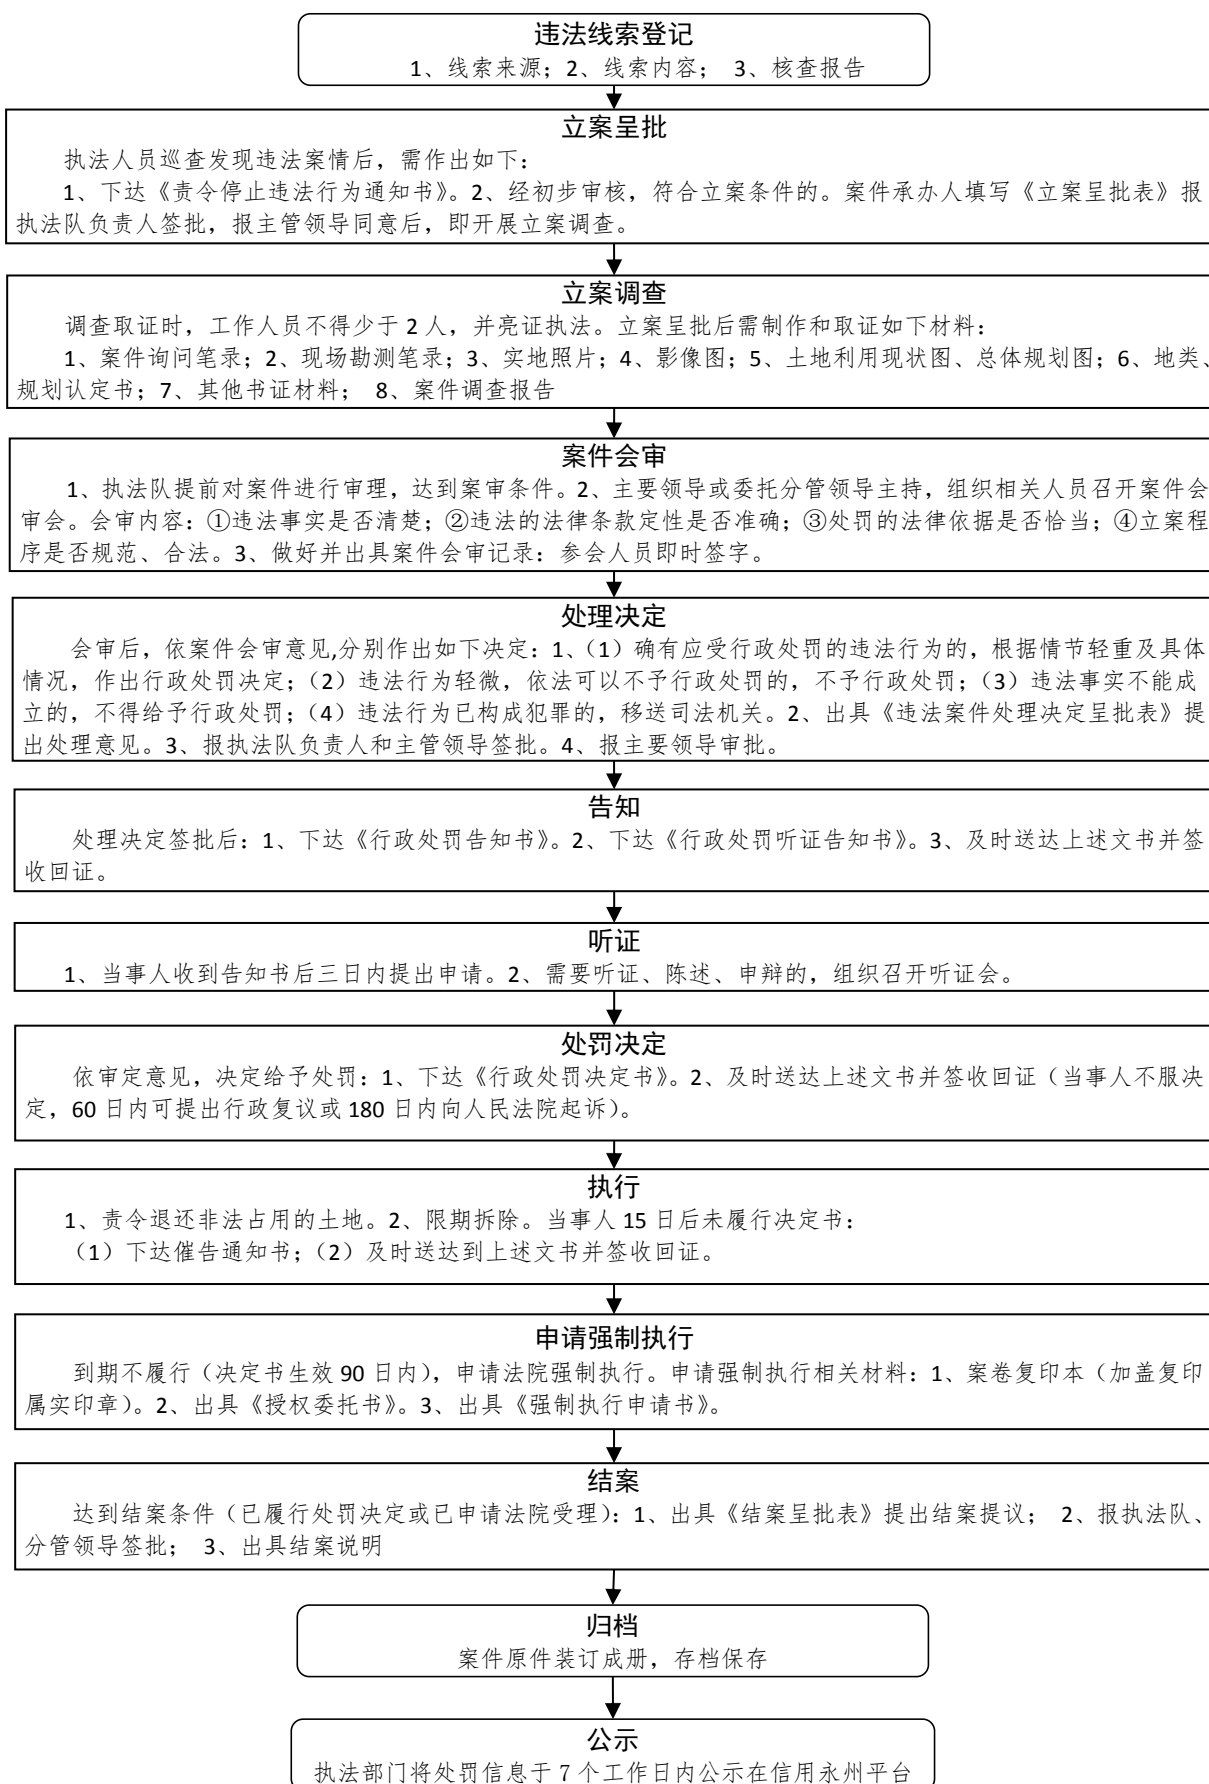 违法线索登记
1、线索来源；2、线索内容； 3、核查报告
立案呈批
执法人员巡查发现违法案情后，需作出如下：
1、下达《责令停止违法行为通知书》。2、经初步审核，符合立案条件的。案件承办人填写《立案呈批表》报
执法队负责人签批，报主管领导同意后，即开展立案调查。
立案调查
调查取证时，工作人员不得少于 2 人，并亮证执法。立案呈批后需制作和取证如下材料：
1、案件询问笔录；2、现场勘测笔录；3、实地照片；4、影像图；5、土地利用现状图、总体规划图；6、地类、
规划认定书；7、其他书证材料； 8、案件调查报告
案件会审
1、执法队提前对案件进行审理，达到案审条件。2、主要领导或委托分管领导主持，组织相关人员召开案件会
审会。会审内容：①违法事实是否清楚；②违法的法律条款定性是否准确；③处罚的法律依据是否恰当；④立案程
序是否规范、合法。3、做好并出具案件会审记录：参会人员即时签字。
处理决定
会审后，依案件会审意见,分别作出如下决定：1、（1）确有应受行政处罚的违法行为的，根据情节轻重及具体
情况，作出行政处罚决定；（2）违法行为轻微，依法可以不予行政处罚的，不予行政处罚；（3）违法事实不能成
立的，不得给予行政处罚；（4）违法行为已构成犯罪的，移送司法机关。2、出具《违法案件处理决定呈批表》提
出处理意见。3、报执法队负责人和主管领导签批。4、报主要领导审批。
告知
处理决定签批后：1、下达《行政处罚告知书》。2、下达《行政处罚听证告知书》。3、及时送达上述文书并签
收回证。
听证
1、当事人收到告知书后三日内提出申请。2、需要听证、陈述、申辩的，组织召开听证会。
处罚决定
依审定意见，决定给予处罚：1、下达《行政处罚决定书》。2、及时送达上述文书并签收回证（当事人不服决
定，60 日内可提出行政复议或 180 日内向人民法院起诉）。
执行
1、责令退还非法占用的土地。2、限期拆除。当事人 15 日后未履行决定书：
（1）下达催告通知书；（2）及时送达到上述文书并签收回证。
申请强制执行
到期不履行（决定书生效 90 日内），申请法院强制执行。申请强制执行相关材料：1、案卷复印本（加盖复印
属实印章）。2、出具《授权委托书》。3、出具《强制执行申请书》。
结案
达到结案条件（已履行处罚决定或已申请法院受理）：1、出具《结案呈批表》提出结案提议； 2、报执法队、
分管领导签批； 3、出具结案说明
归档
案件原件装订成册，存档保存
公示
执法部门将处罚信息于 7 个工作日内公示在信用永州平台